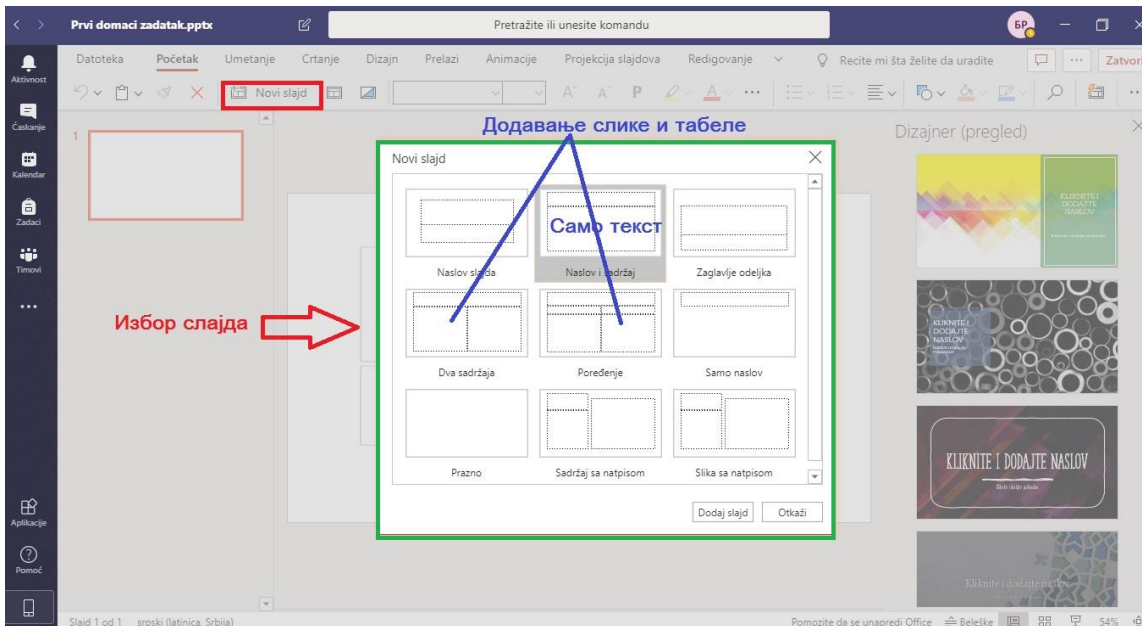 Prvi domaci zadatak.pptx
Pretražite ili unesite komandu
БР
Aktivnost
Ćaskanje
Kalendar
Zadaci
Timovi
Aplikacije
Pomoć
Datoteka Početak Umetanje Crtanje Dizajn Prelazi Animacije Projekcija slajdova Redigovanje Recite mi šta želite da uradite Zatvori
Novi slajd
1
Избор слајда
Додавање слике и табеле
Novi slajd
Само текст
Naslov slajda Naslov i sadržaj Zaglavlje odeljka
Dva sadržaja Poređenje Samo naslov
Prazno Sadržaj sa natpisom Slika sa natpisom
Dodaj slajd Otkaži
Dizajner (pregled)
KLIKNITE I
DODAJTE
NASLOV
KLIKNITE I
DODAJTE
NASLOV
KLIKNITE I DODAJTE NASLOV
Kliknite i dodajte naslov
Slajd 1 od 1 srpski (latinica, Srbija) Pomozite da se unapredi Office Beleške 54%